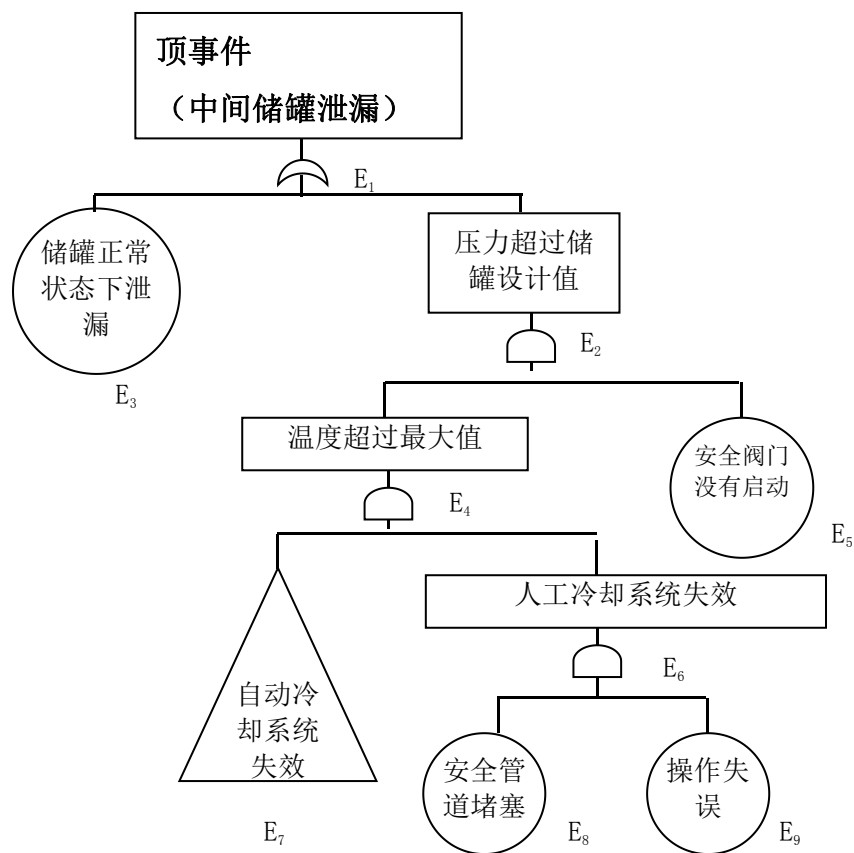 顶事件
（中间储罐泄漏）
E₁
储罐正常
状态下泄
漏
E₃
压力超过储
罐设计值
E₂
温度超过最大值
E₄
安全阀门
没有启动
E₅
人工冷却系统失效
E₆
自动冷
却系统
失效
E₇
安全管
道堵塞
E₈
操作失
误
E₉